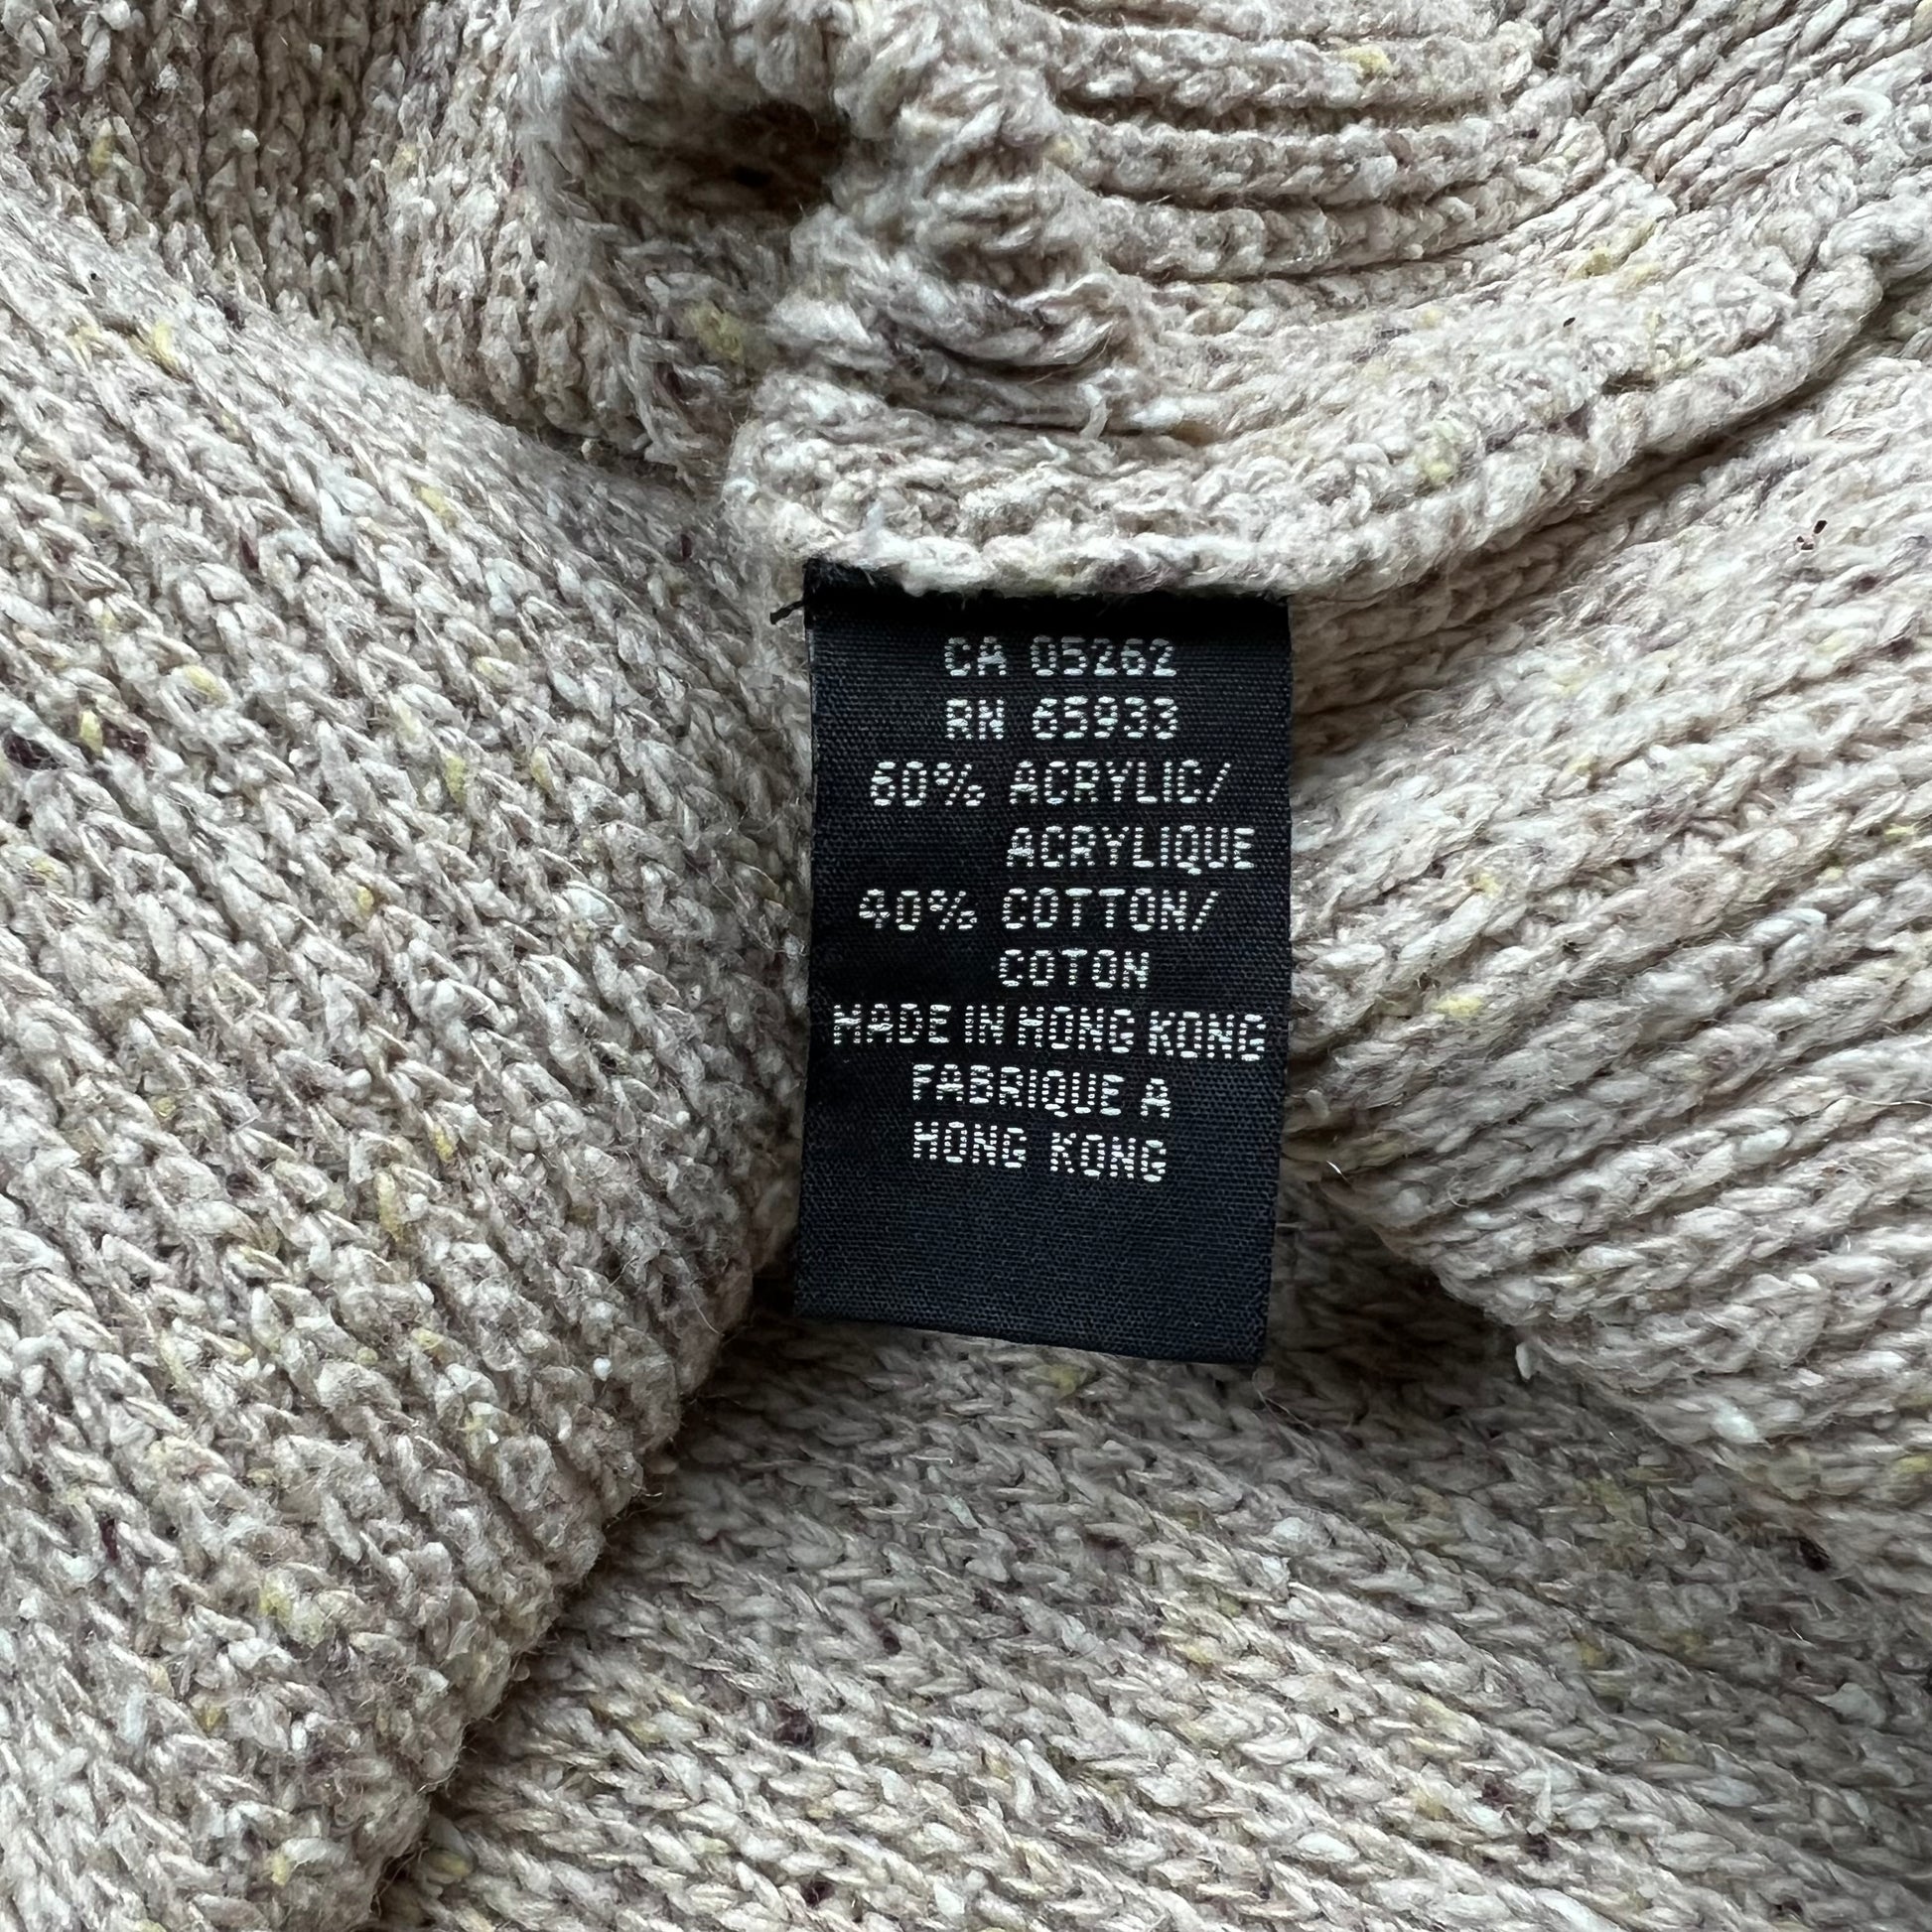 CA 05262
RN 65933
60% ACRYLIC/
ACRYLIQUE
40% COTTON/
COTON
MADE IN HONG KONG
FABRIQUE A
HONG KONG